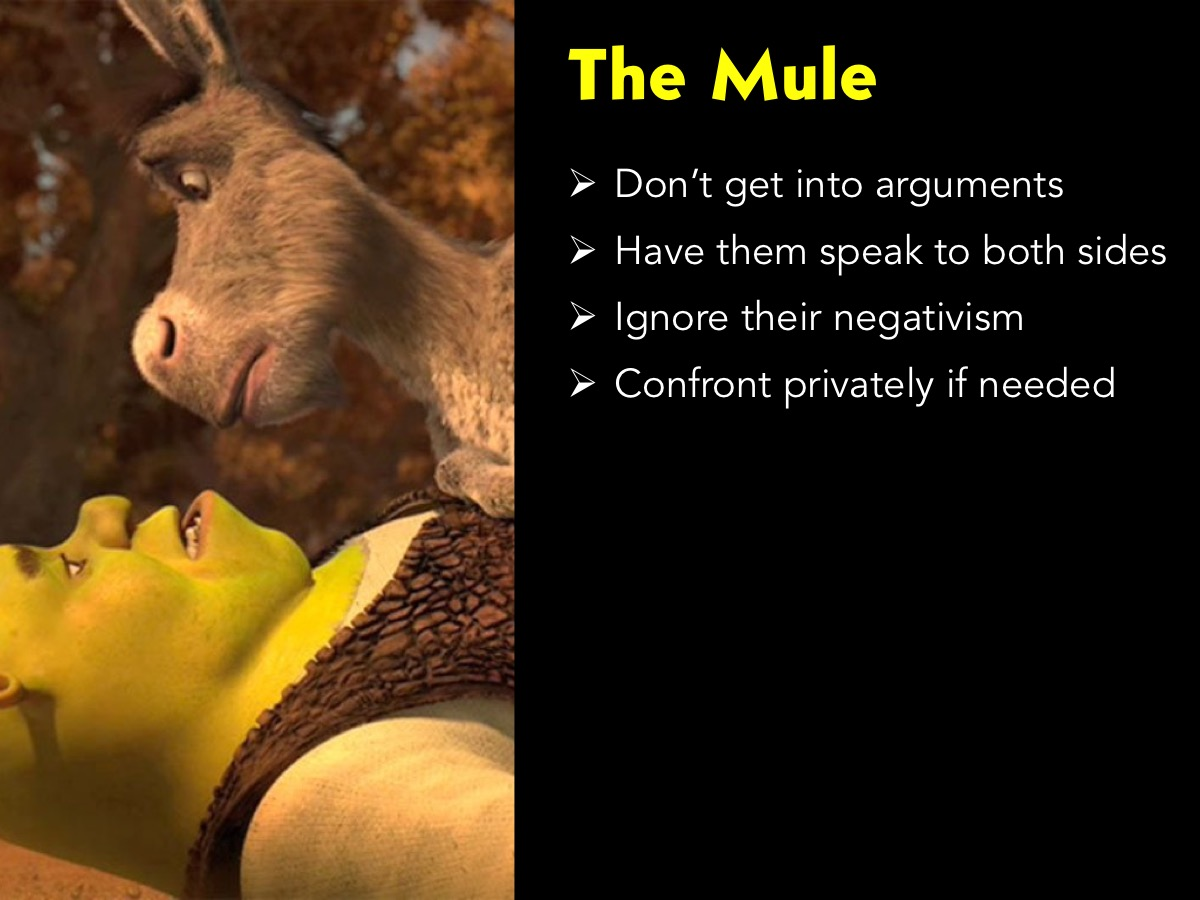 The Mule
➢ Don’t get into arguments
➢ Have them speak to both sides
➢ Ignore their negativism
➢ Confront privately if needed